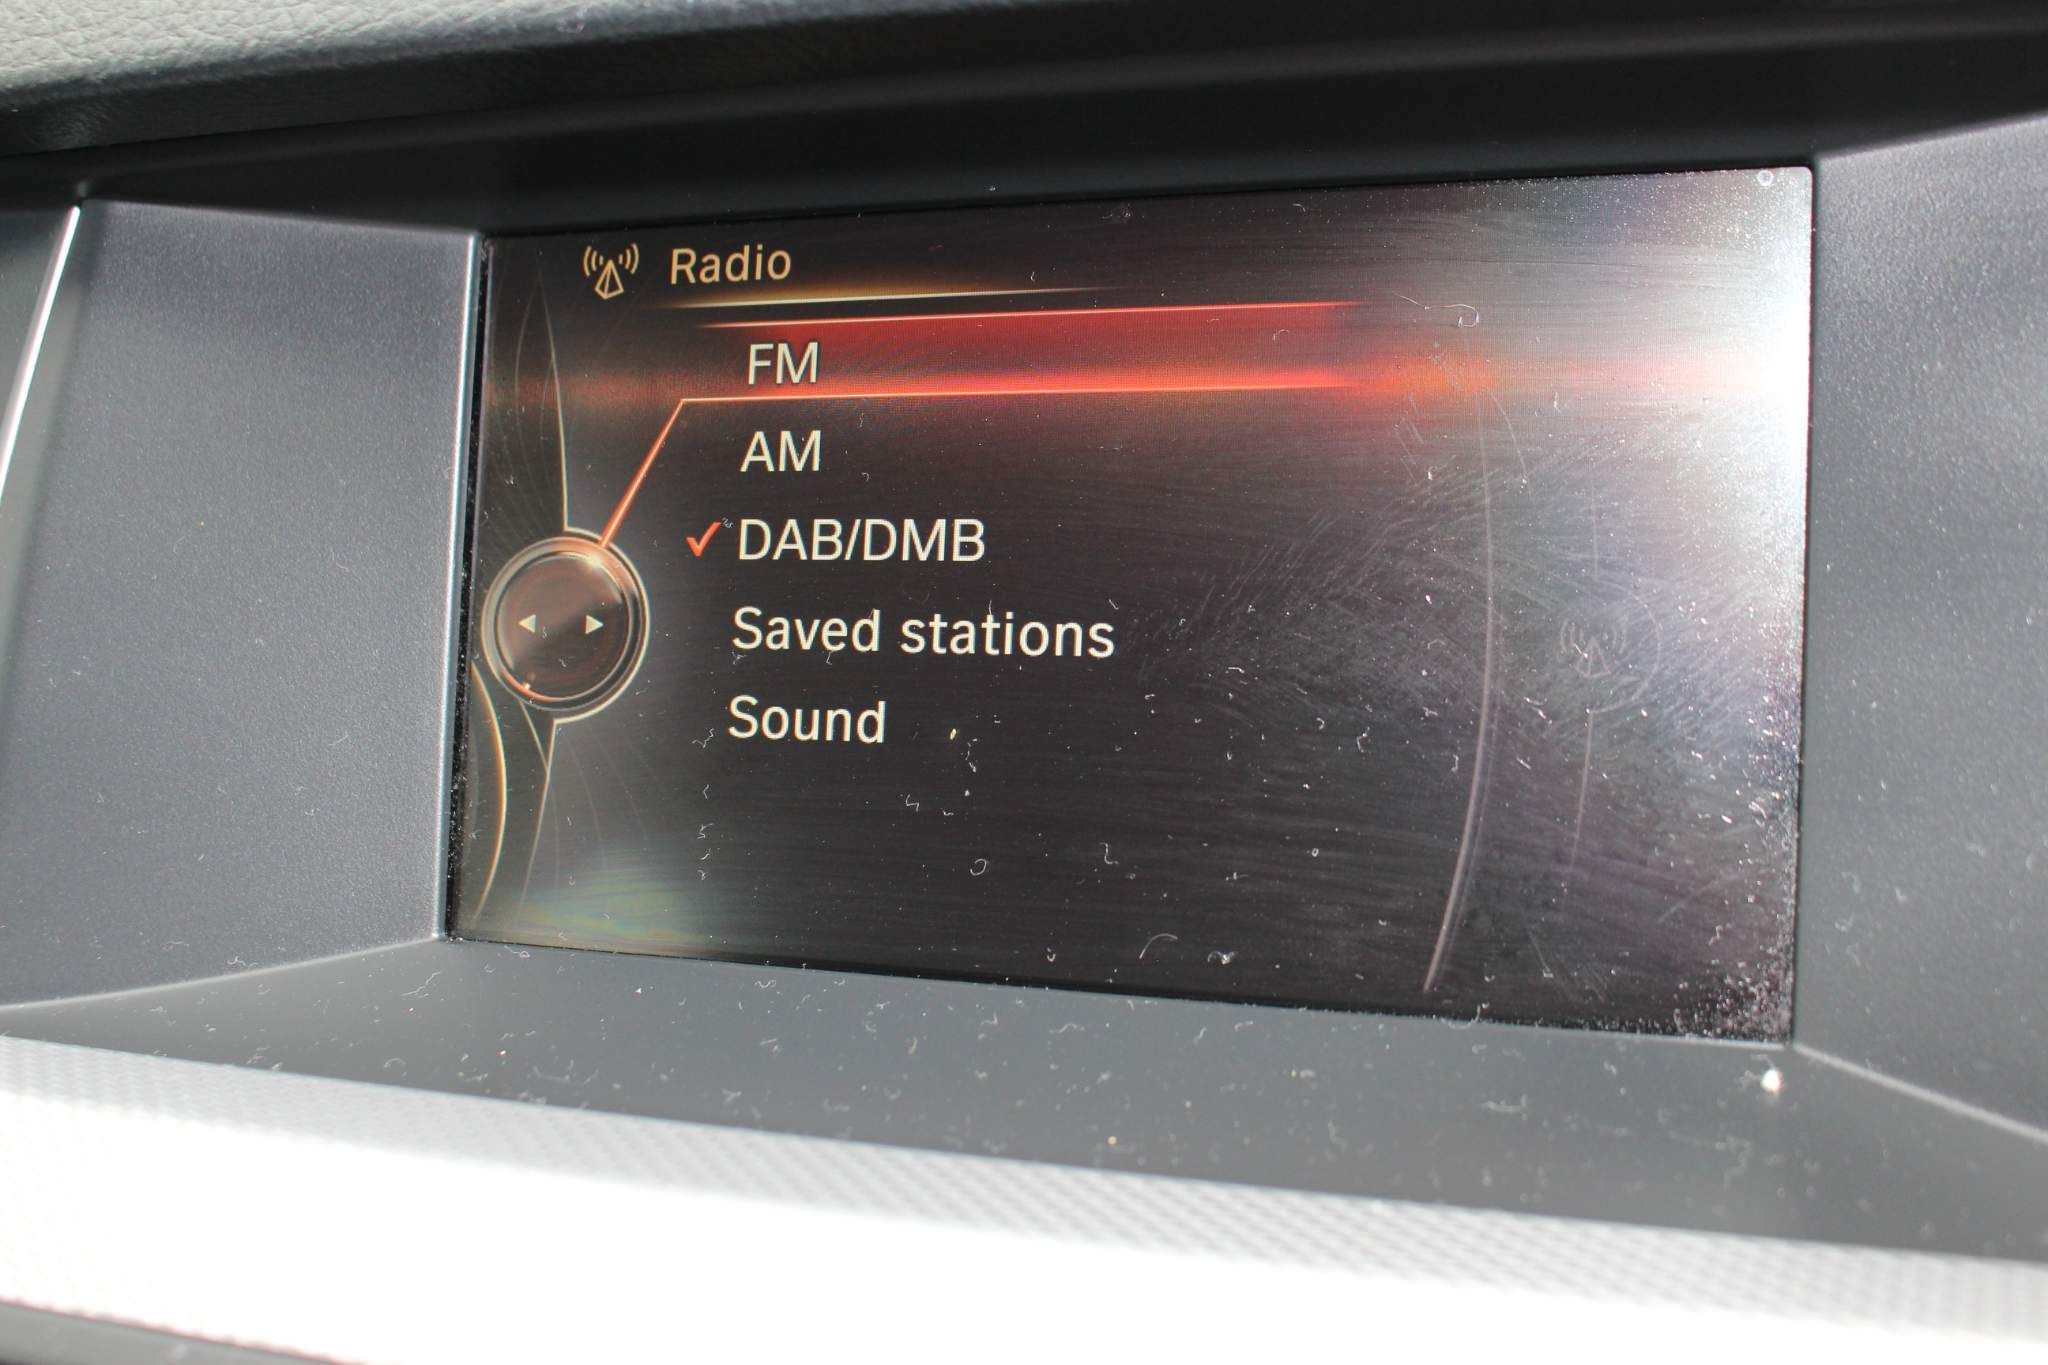 Radio
FM
AM
DAB/DMB
Saved stations
Sound